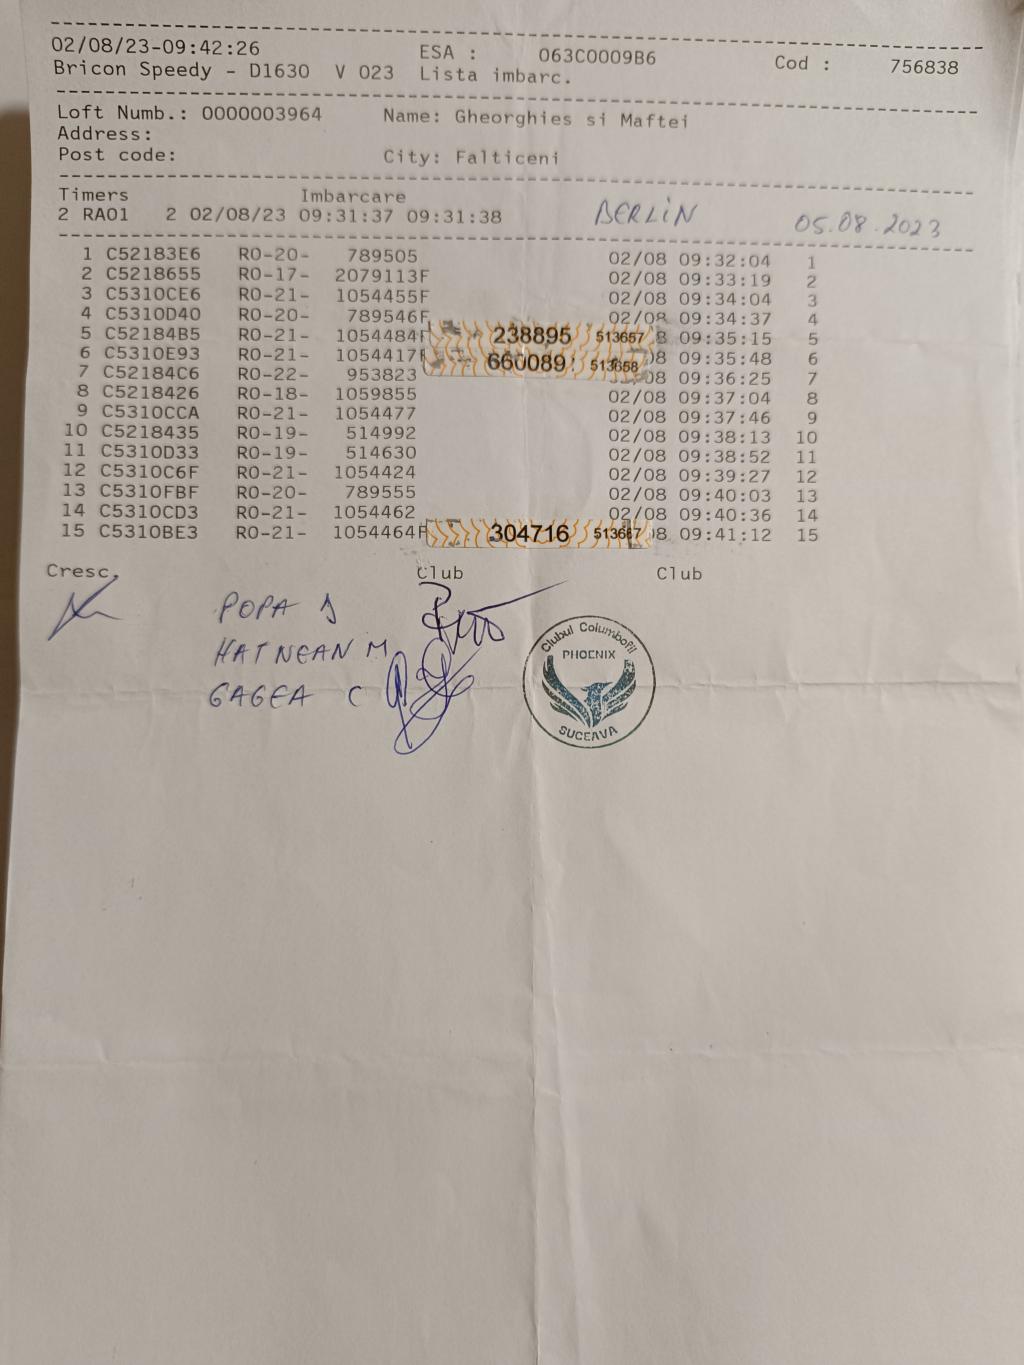 02/08/23-09:42:26 ESA : 063C0009B6 Cod : 756838
Bricon Speedy - D1630 V 023 Lista imbarc.
Loft Numb.: 0000003964 Name: Gheorghies si Maftei
Address:
Post code: City: Falticeni
Timers Imbarcare
2 RA01 2 02/08/23 09:31:37 09:31:38 BERLIN 05.08.2023
1 C52183E6 RO-20- 789505 02/08 09:32:04 1
2 C5218655 RO-17- 2079113F 02/08 09:33:19 2
3 C5310CE6 RO-21- 1054455F 02/08 09:34:04 3
4 C5310D40 RO-20- 789546F 02/08 09:34:37 4
5 C52184B5 RO-21- 1054484F 238895 513657 8 09:35:15 5
6 C5310E93 RO-21- 1054417F 660089 513658 08 09:35:48 6
7 C52184C6 RO-22- 953823 08 09:36:25 7
8 C5218426 RO-18- 1059855 02/08 09:37:04 8
9 C5310CCA RO-21- 1054477 02/08 09:37:46 9
10 C5218435 RO-19- 514992 02/08 09:38:13 10
11 C5310D33 RO-19- 514630 02/08 09:38:52 11
12 C5310C6F RO-21- 1054424 02/08 09:39:27 12
13 C5310FBF RO-20- 789555 02/08 09:40:03 13
14 C5310CD3 RO-21- 1054462 02/08 09:40:36 14
15 C5310BE3 RO-21- 1054464F 304716 513667 8 09:41:12 15
Cresc. Club Club
POPA J
HATNEAN M
GAGEA C
Clubul Columbofil
PHOENIX
SUCEAVA